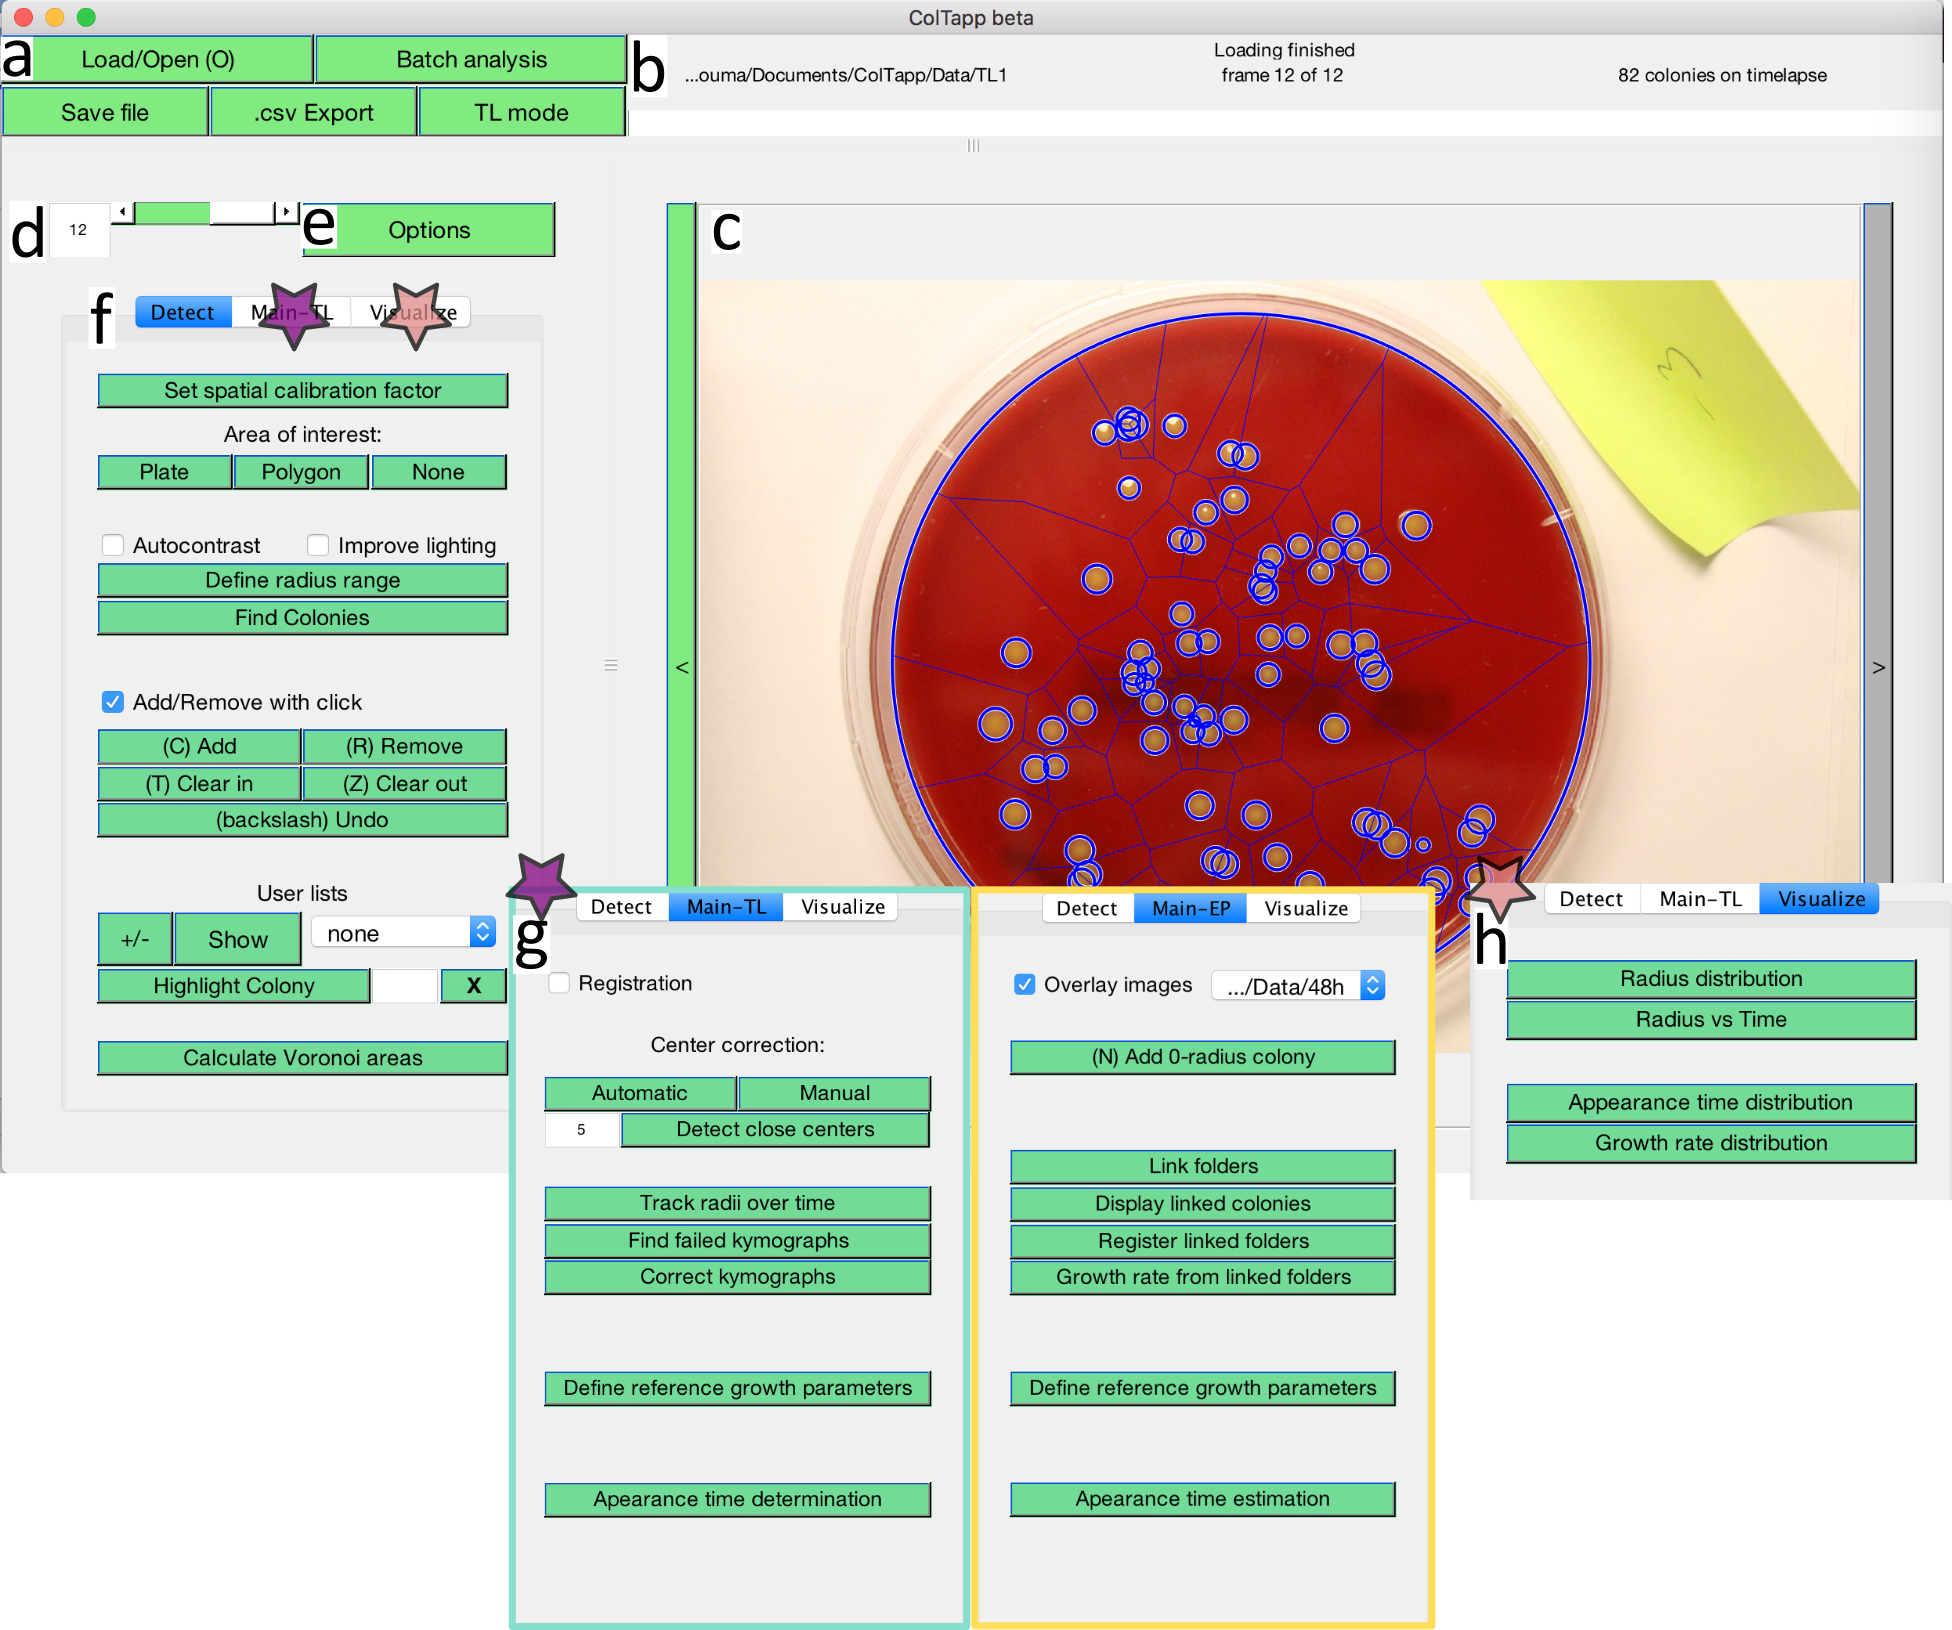 ColTapp beta
a
Load/Open (O)
Batch analysis
Save file
.csv Export
TL mode
b
...ouma/Documents/ColTapp/Data/TL1
Loading finished
frame 12 of 12
82 colonies on timelapse
d
12
e
Options
c
3
f
Detect
Main-TL
Visualize
Set spatial calibration factor
Area of interest:
Plate
Polygon
None
Autocontrast
Improve lighting
Define radius range
Find Colonies
<
>
Add/Remove with click
(C) Add
(R) Remove
(T) Clear in
(Z) Clear out
(backslash) Undo
User lists
+/-
Show
none
Highlight Colony
X
Calculate Voronoi areas
g
Detect
Main-TL
Visualize
Registration
Center correction:
Automatic
Manual
5
Detect close centers
Track radii over time
Find failed kymographs
Correct kymographs
Define reference growth parameters
Apearance time determination
Detect
Main-EP
Visualize
Overlay images
.../Data/48h
(N) Add 0-radius colony
Link folders
Display linked colonies
Register linked folders
Growth rate from linked folders
Define reference growth parameters
Apearance time estimation
h
Detect
Main-TL
Visualize
Radius distribution
Radius vs Time
Appearance time distribution
Growth rate distribution